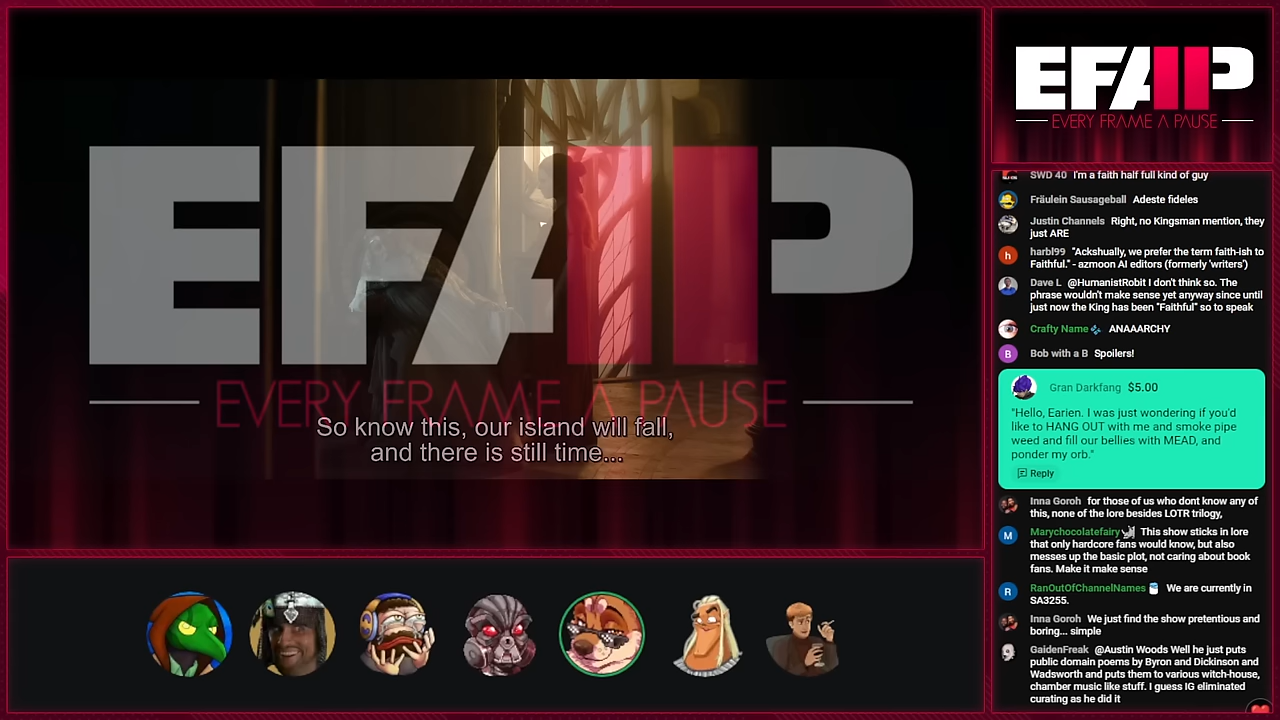 EFAP
EVERY FRAME A PAUSE
So know this, our island will fall,
and there is still time...
EFAP
EVERY FRAME A PAUSE
SWD 40 I'm a faith half full kind of guy
Fräulein Sausageball Adeste fideles
Justin Channels Right, no Kingsman mention, they
just ARE
h
harbl99 "Ackshually, we prefer the term faith-ish to
Faithful." - azmoon AI editors (formerly 'writers')
Dave L @HumanistRobit I don't think so. The
phrase wouldn't make sense yet anyway since until
just now the King has been "Faithful" so to speak
Crafty Name ANAAARCHY
B
Bob with a B Spoilers!
Gran Darkfang $5.00
"Hello, Earien. I was just wondering if you'd
like to HANG OUT with me and smoke pipe
weed and fill our bellies with MEAD, and
ponder my orb."
Reply
Inna Goroh for those of us who dont know any of
this, none of the lore besides LOTR trilogy,
M
Marychocolatefairy This show sticks in lore
that only hardcore fans would know, but also
messes up the basic plot, not caring about book
fans. Make it make sense
R
RanOutOfChannelNames We are currently in
SA3255.
Inna Goroh We just find the show pretentious and
boring... simple
GaidenFreak @Austin Woods Well he just puts
public domain poems by Byron and Dickinson and
Wadsworth and puts them to various witch-house,
chamber music like stuff. I guess IG eliminated
curating as he did it